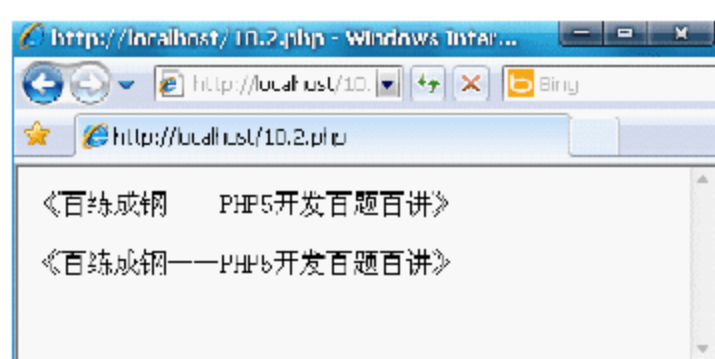 http://localhost/10.2.php - Windows Inter...
http://localhost/10.
Bing
http://localhost/10.2.php
《百练成钢　　PHP5开发百题百讲》
《百练成钢——PHP5开发百题百讲》